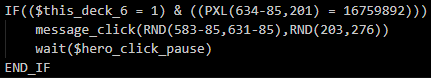 IF(($this_deck_6 = 1) & ((PXL(634-85,201) = 16759892)))
message_click(RND(583-85,631-85),RND(203,276))
wait($hero_click_pause)
END_IF